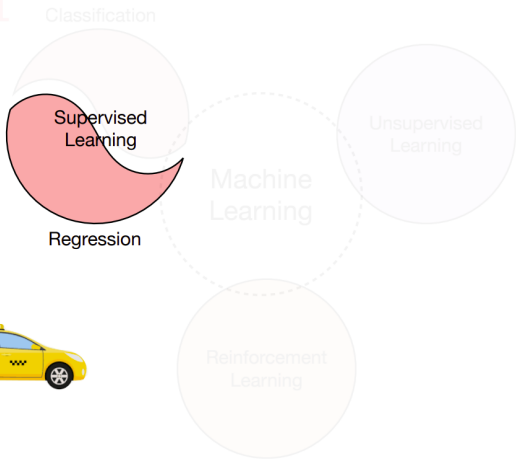 Classification
Supervised
Learning
Unsupervised
Learning
Machine
Learning
Regression
Reinforcement
Learning